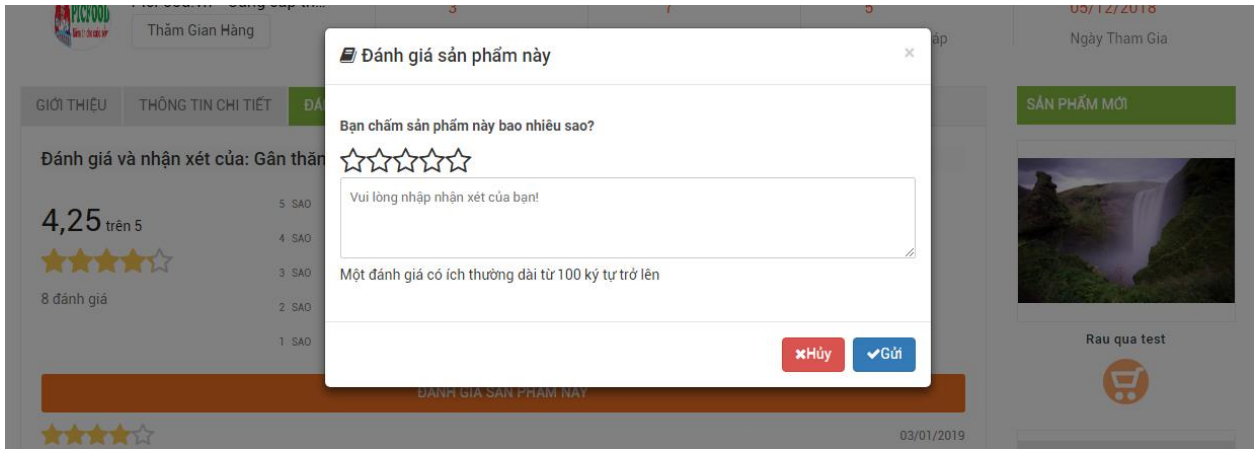 PICFOOD
Thăm Gian Hàng
3
7
5
05/12/2018
Ngày Tham Gia
Đánh giá sản phẩm này
×
GIỚI THIỆU
THÔNG TIN CHI TIẾT
SẢN PHẨM MỚI
Bạn chấm sản phẩm này bao nhiêu sao?
Đánh giá và nhận xét của: Gân thăn
Vui lòng nhập nhận xét của bạn!
4,25 trên 5
5 SAO
4 SAO
3 SAO
2 SAO
1 SAO
8 đánh giá
Một đánh giá có ích thường dài từ 100 ký tự trở lên
Hủy
Gửi
Rau qua test
ĐÁNH GIÁ SẢN PHẨM NÀY
03/01/2019